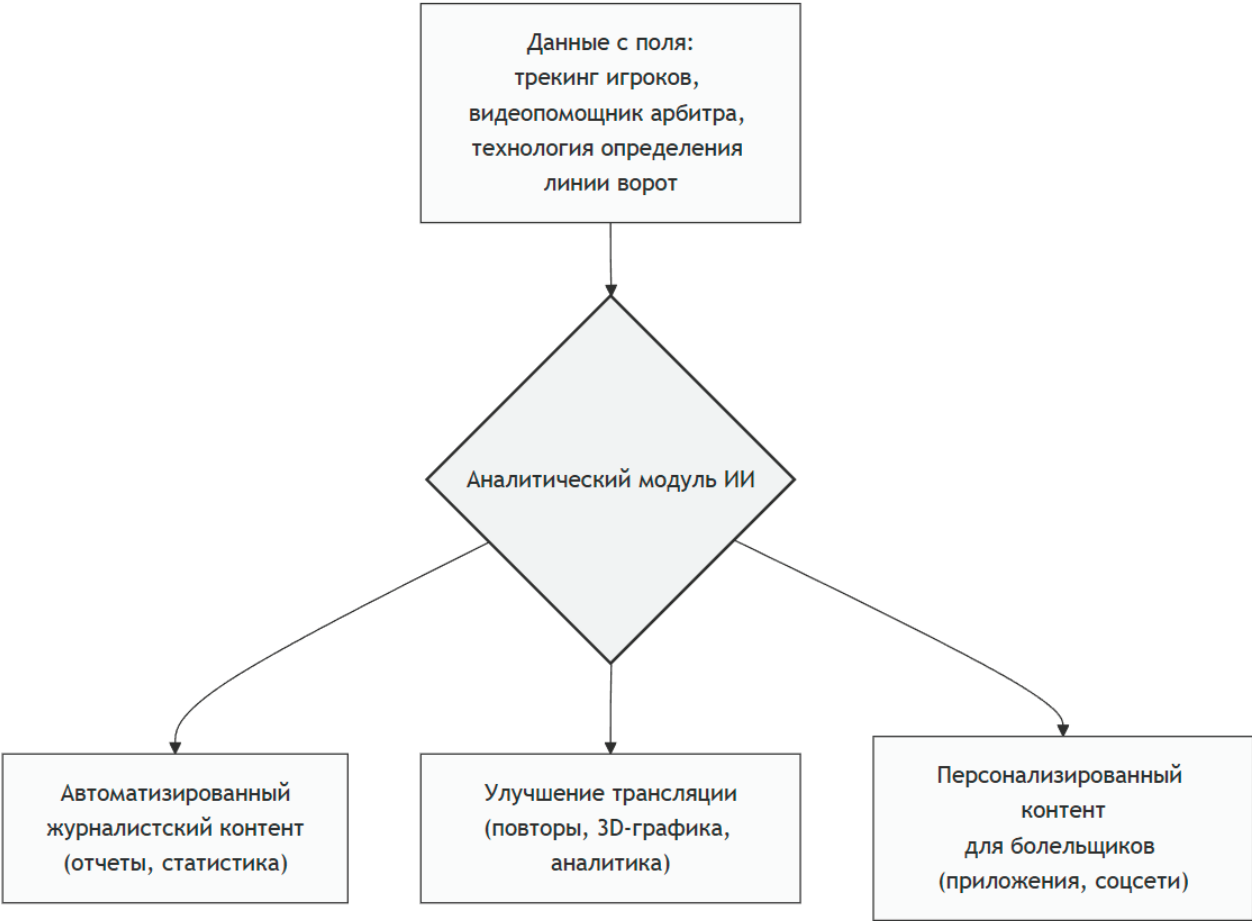 Данные с поля:
трекинг игроков,
видеопомощник арбитра,
технология определения
линии ворот
Аналитический модуль ИИ
Автоматизированный
журналистский контент
(отчеты, статистика)
Улучшение трансляции
(повторы, 3D-графика,
аналитика)
Персонализированный
контент
для болельщиков
(приложения, соцсети)